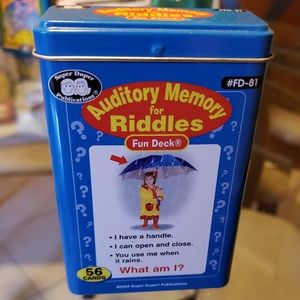 Super Duper
Publications
#FD-81
Auditory Memory
for
Riddles
Fun Deck®
• I have a handle.
• I can open and close.
• You use me when
it rains.
What am I?
56
CARDS
©2004 Super Duper® Publications